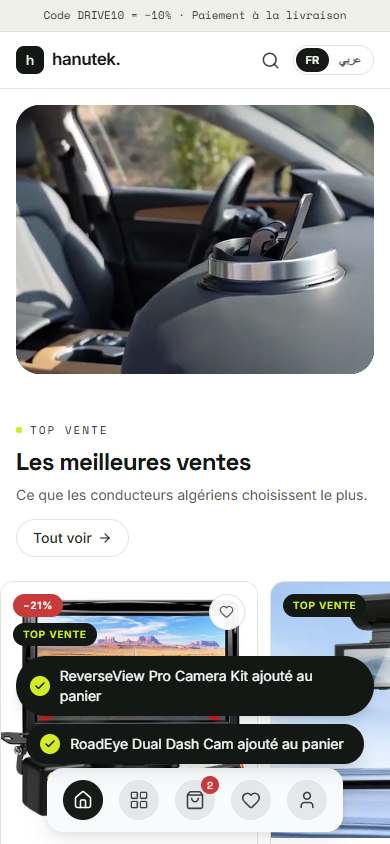 Code DRIVE10 = −10% · Paiement à la livraison
h hanutek. FR عربي
TOP VENTE
Les meilleures ventes
Ce que les conducteurs algériens choisissent le plus.
Tout voir →
−21%
TOP VENTE
TOP VENTE
ReverseView Pro Camera Kit ajouté au
panier
RoadEye Dual Dash Cam ajouté au panier
2